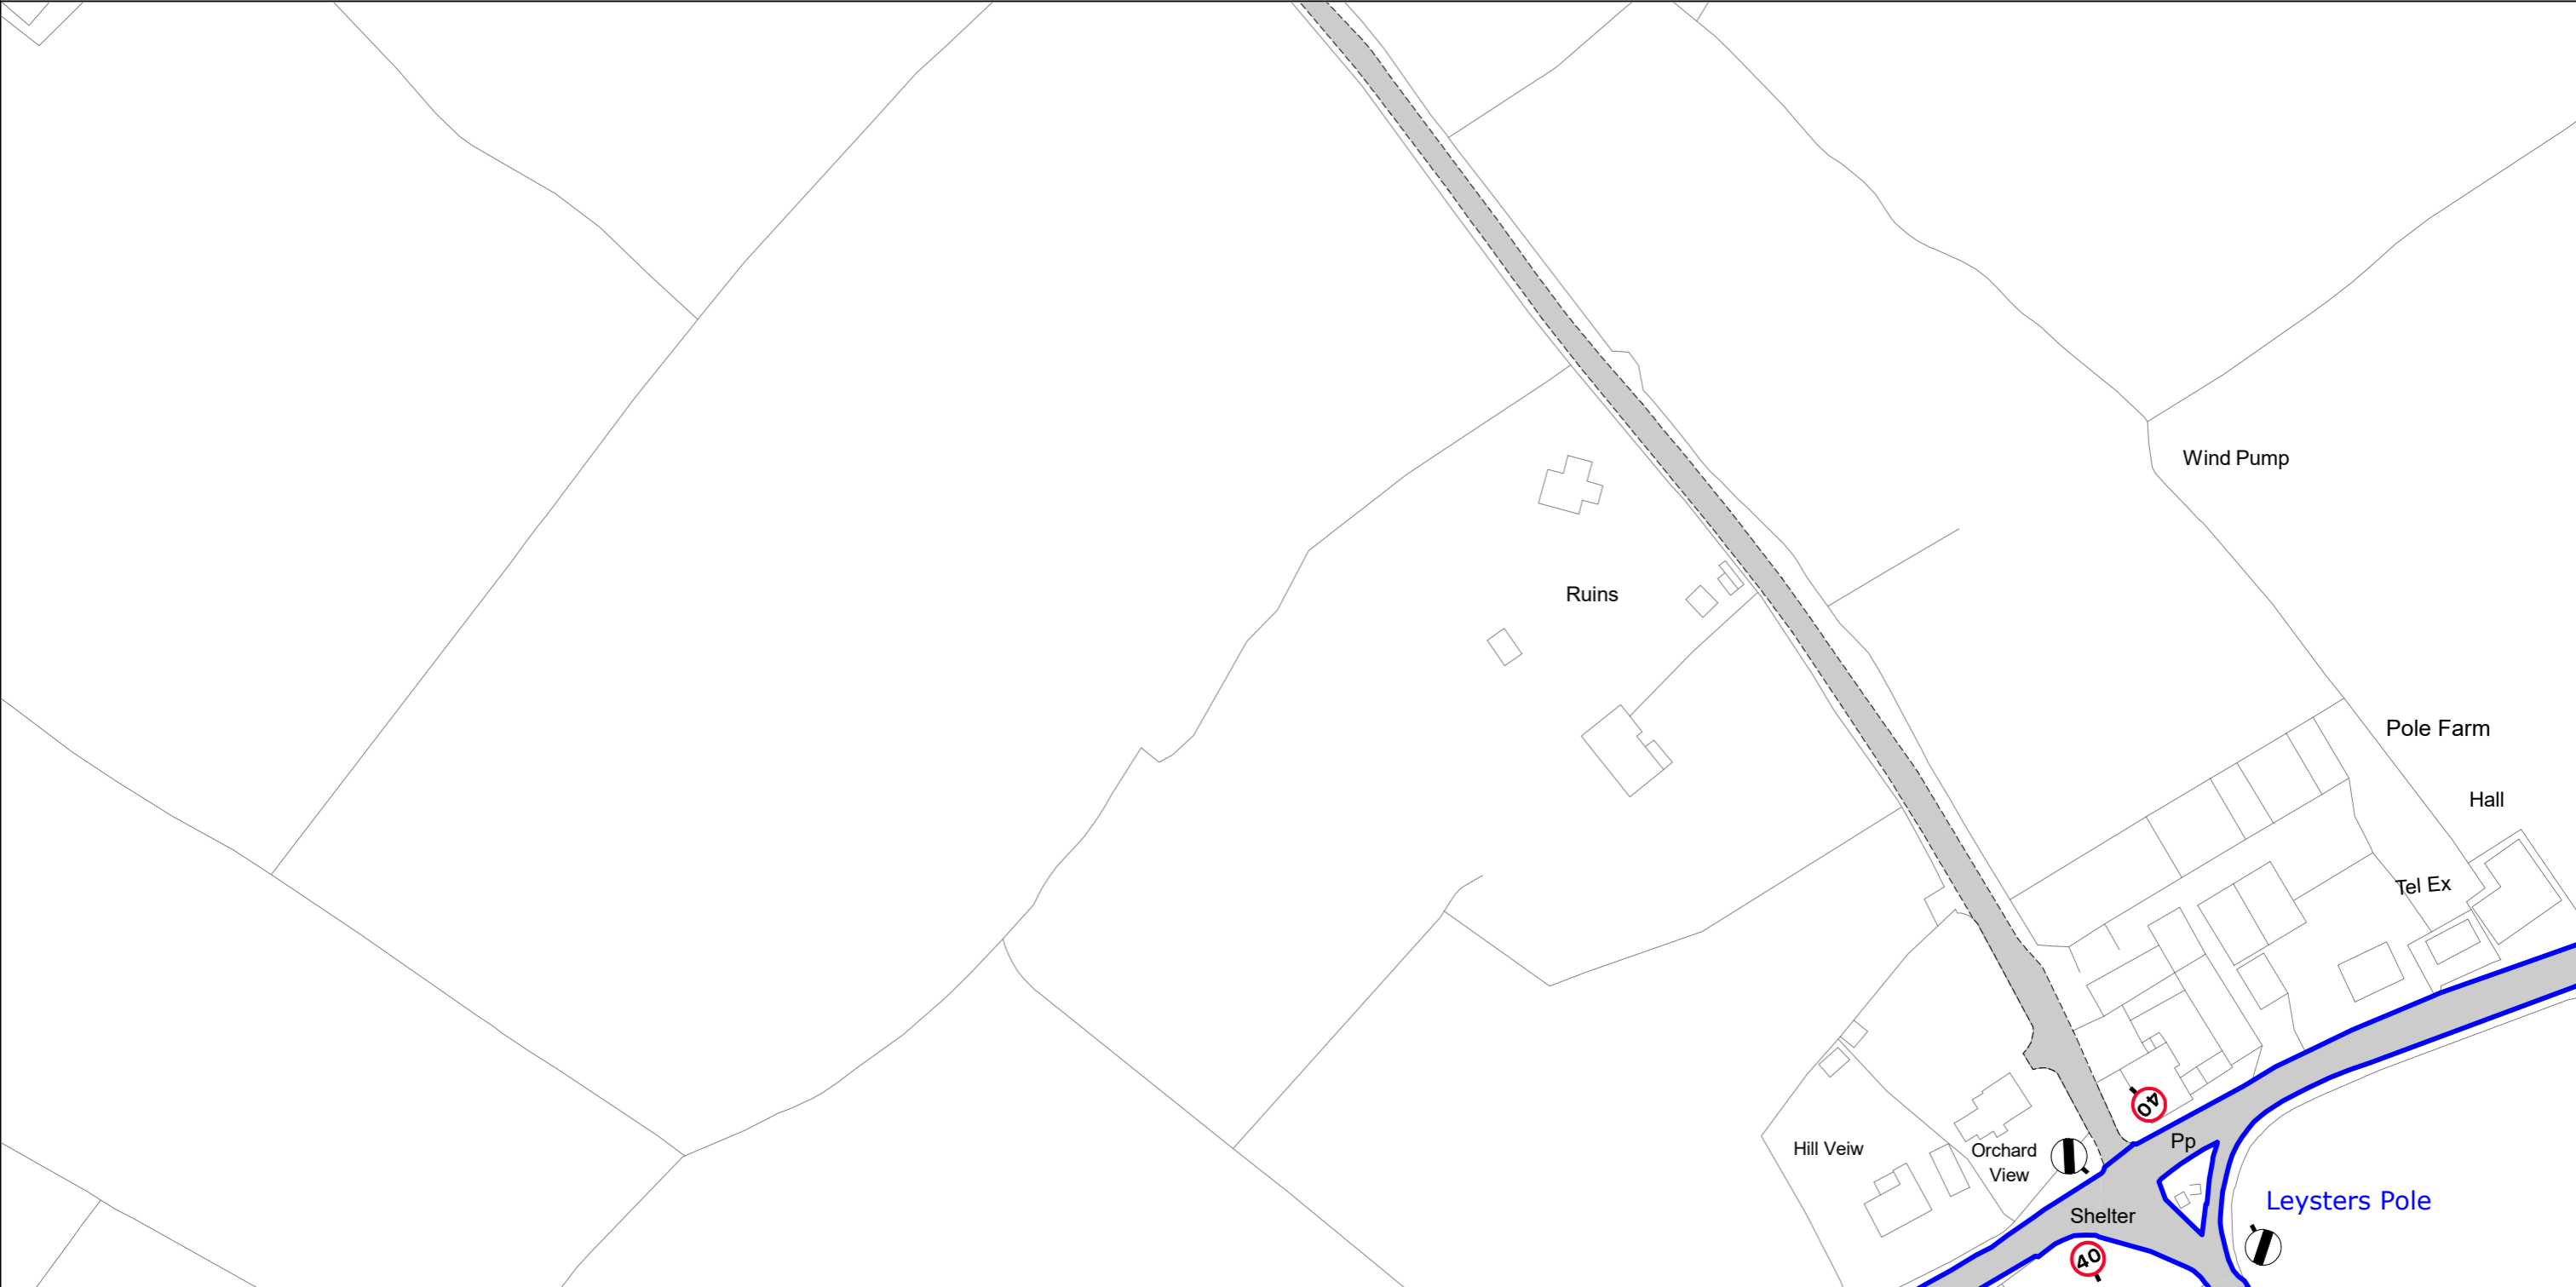 Wind Pump
Ruins
Pole Farm
Hall
Tel Ex
40
Pp
Hill Veiw
Orchard
View
Leysters Pole
Shelter
40